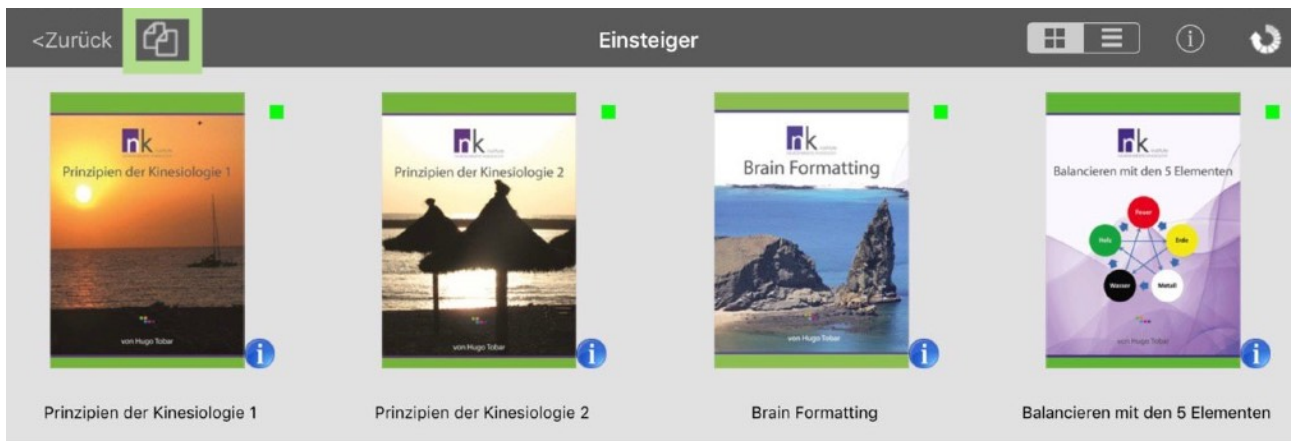 <Zurück
Einsteiger
i
nk
Prinzipien der Kinesiologie 1
von Hugo Tobar
i
Prinzipien der Kinesiologie 1
nk
Prinzipien der Kinesiologie 2
von Hugo Tobar
i
Prinzipien der Kinesiologie 2
nk
Brain Formatting
von Hugo Tobar
i
Brain Formatting
nk
Balancieren mit den 5 Elementen
Feuer
Holz
Erde
Wasser
Metall
von Hugo Tobar
i
Balancieren mit den 5 Elementen